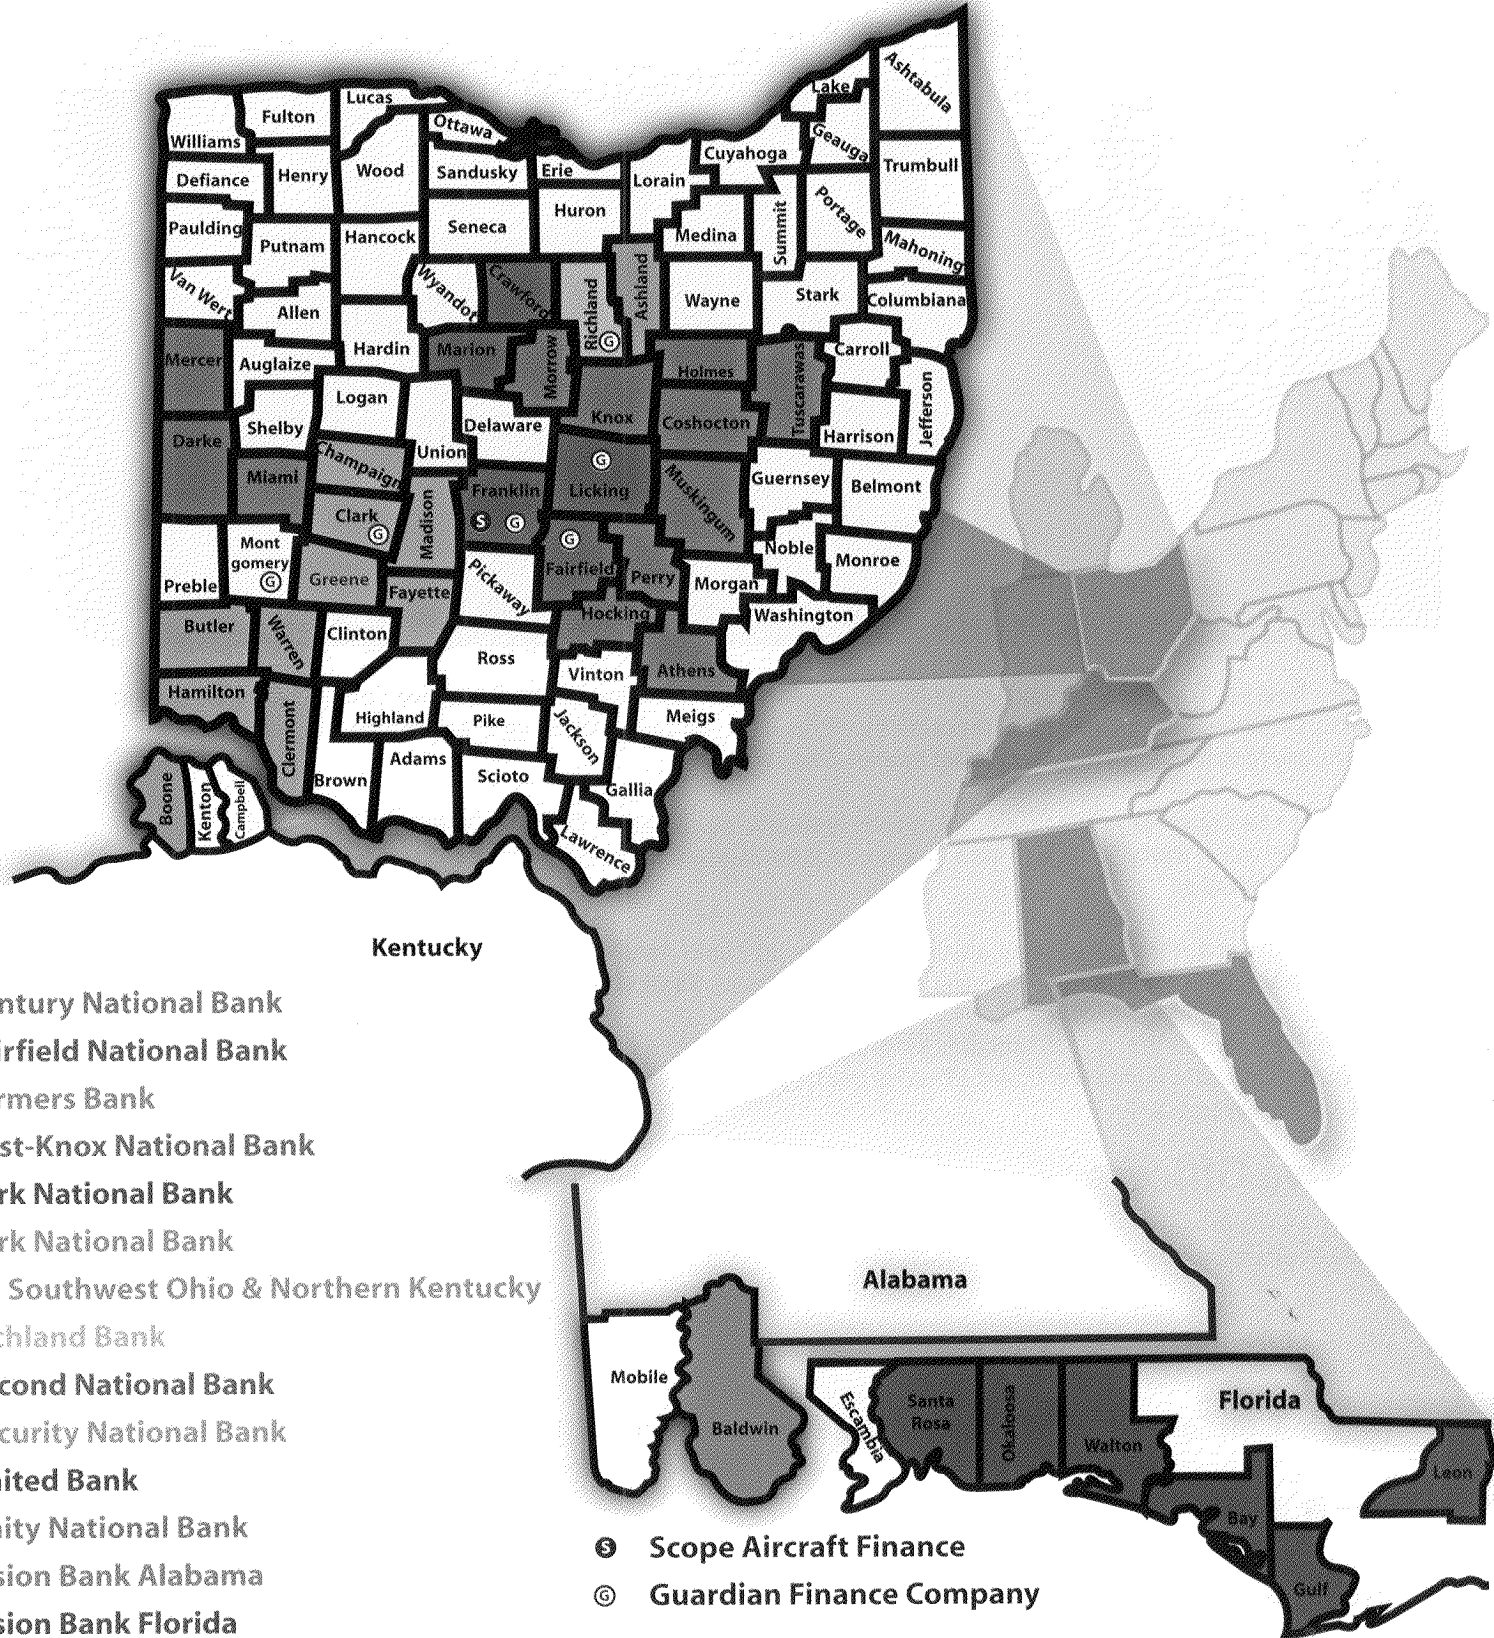 Ashtabula
Lake
Lucas
Fulton
Ottawa
Williams
Geauga
Cuyahoga
Trumbull
Wood
Erie
Sandusky
Henry
Defiance
Lorain
Huron
Portage
Summit
Seneca
Paulding
Medina
Hancock
Putnam
Mahoning
Van Wert
Wyandot
Crawford
Richland
G
Ashland
Wayne
Stark
Columbiana
Allen
Hardin
Marion
Morrow
Carroll
Mercer
Auglaize
Holmes
Tuscarawas
Jefferson
Logan
Knox
Coshocton
Delaware
Shelby
Harrison
Darke
Union
Champaign
Miami
G
Licking
Guernsey
Belmont
Franklin
S G
Muskingum
Clark
G
Madison
G
Fairfield
Mont
gomery
G
Noble
Monroe
Preble
Greene
Fayette
Pickaway
Perry
Morgan
Hocking
Washington
Butler
Warren
Clinton
Ross
Vinton
Athens
Hamilton
Highland
Pike
Jackson
Meigs
Clermont
Brown
Adams
Scioto
Gallia
Boone
Kenton
Campbell
Lawrence
Kentucky
ntury National Bank
irfield National Bank
rmers Bank
st-Knox National Bank
rk National Bank
rk National Bank
Southwest Ohio & Northern Kentucky
chland Bank
cond National Bank
curity National Bank
ited Bank
ity National Bank
sion Bank Alabama
sion Bank Florida
Alabama
Mobile
Baldwin
Escambia
Santa
Rosa
Okaloosa
Walton
Florida
Leon
Bay
Gulf
S Scope Aircraft Finance
G Guardian Finance Company